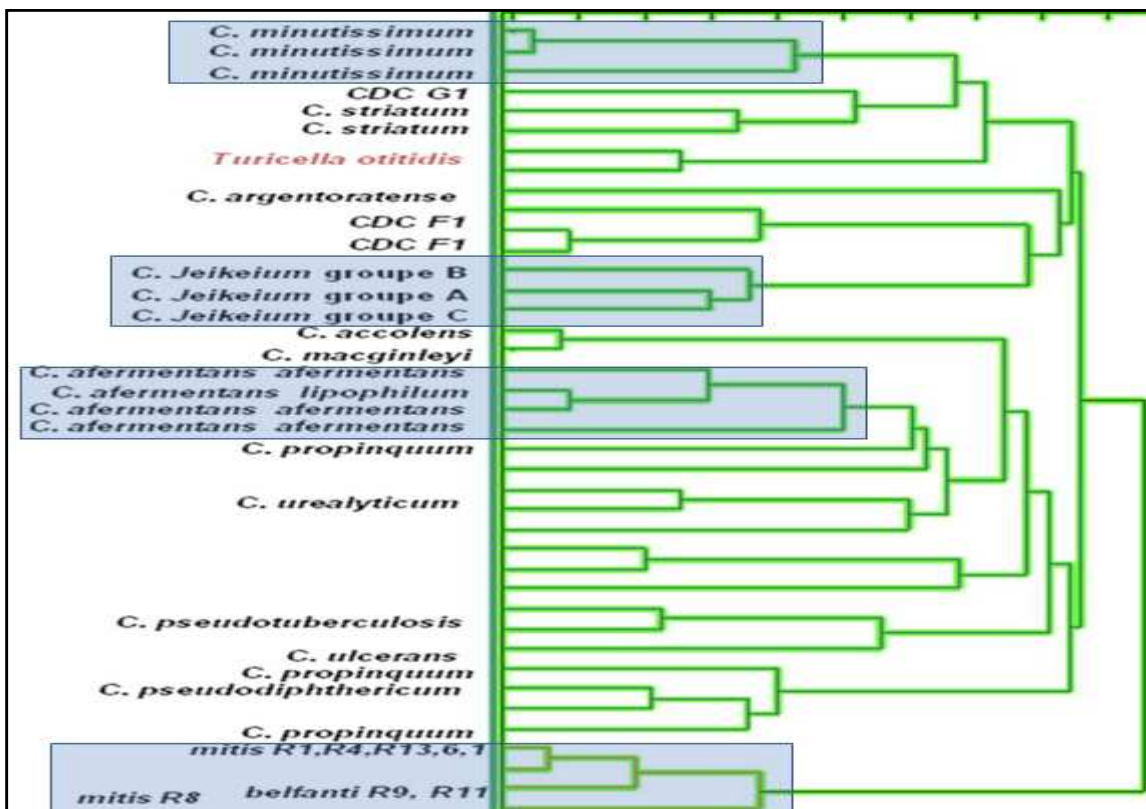 C. minutissimum
C. minutissimum
C. minutissimum
CDC G1
C. striatum
C. striatum
Turicella otitidis
C. argentoratense
CDC F1
CDC F1
C. Jeikeium groupe B
C. Jeikeium groupe A
C. Jeikeium groupe C
C. accolens
C. macginleyi
C. afermentans afermentans
C. afermentans lipophilum
C. afermentans afermentans
C. afermentans afermentans
C. propinquum
C. urealyticum
C. pseudotuberculosis
C. ulcerans
C. propinquum
C. pseudodiphthericum
C. propinquum
mitis R1,R4,R13,6,1
belfanti R9, R11
mitis R8